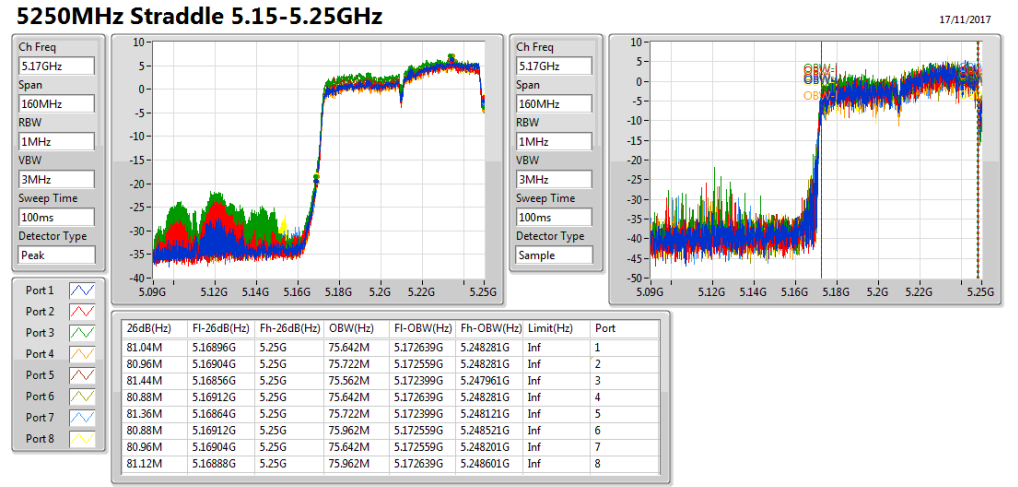 5250MHz Straddle 5.15-5.25GHz
17/11/2017
Ch Freq
5.17GHz
Span
160MHz
RBW
1MHz
VBW
3MHz
Sweep Time
100ms
Detector Type
Peak
10
5
0
-5
-10
-15
-20
-25
-30
-35
-40
5.09G 5.12G 5.14G 5.16G 5.18G 5.2G 5.22G 5.25G
Ch Freq
5.17GHz
Span
160MHz
RBW
1MHz
VBW
3MHz
Sweep Time
100ms
Detector Type
Sample
10
5
0
-5
-10
-15
-20
-25
-30
-35
-40
-45
-50
5.09G 5.12G 5.14G 5.16G 5.18G 5.2G 5.22G 5.25G
Port 1
Port 2
Port 3
Port 4
Port 5
Port 6
Port 7
Port 8
26dB(Hz) Fl-26dB(Hz) Fh-26dB(Hz) OBW(Hz) Fl-OBW(Hz) Fh-OBW(Hz) Limit(Hz) Port
81.04M 5.16896G 5.25G 75.642M 5.172639G 5.248281G Inf 1
80.96M 5.16904G 5.25G 75.722M 5.172559G 5.248281G Inf 2
81.44M 5.16856G 5.25G 75.562M 5.172399G 5.247961G Inf 3
80.88M 5.16912G 5.25G 75.642M 5.172639G 5.248281G Inf 4
81.36M 5.16864G 5.25G 75.722M 5.172399G 5.248121G Inf 5
80.88M 5.16912G 5.25G 75.962M 5.172559G 5.248521G Inf 6
80.96M 5.16904G 5.25G 75.642M 5.172559G 5.248201G Inf 7
81.12M 5.16888G 5.25G 75.962M 5.172639G 5.248601G Inf 8